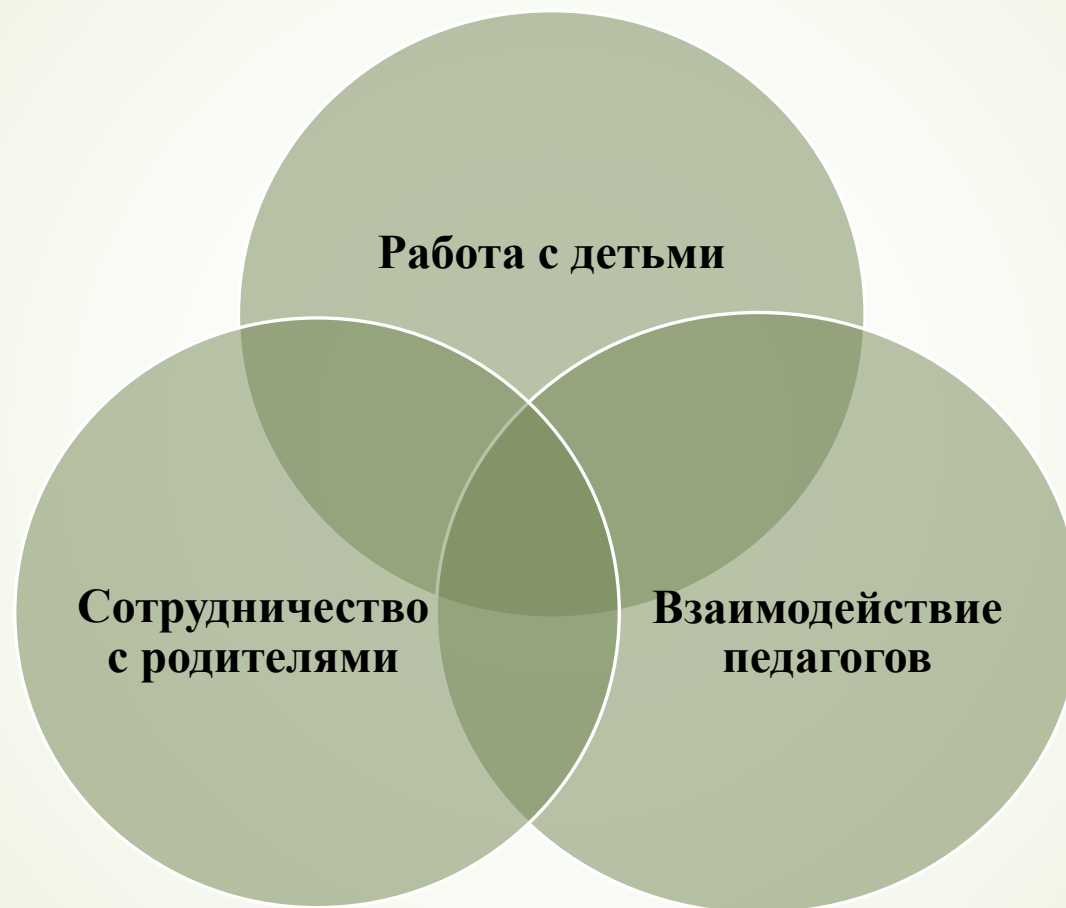 Работа с детьми
Сотрудничество
с родителями
Взаимодействие
педагогов